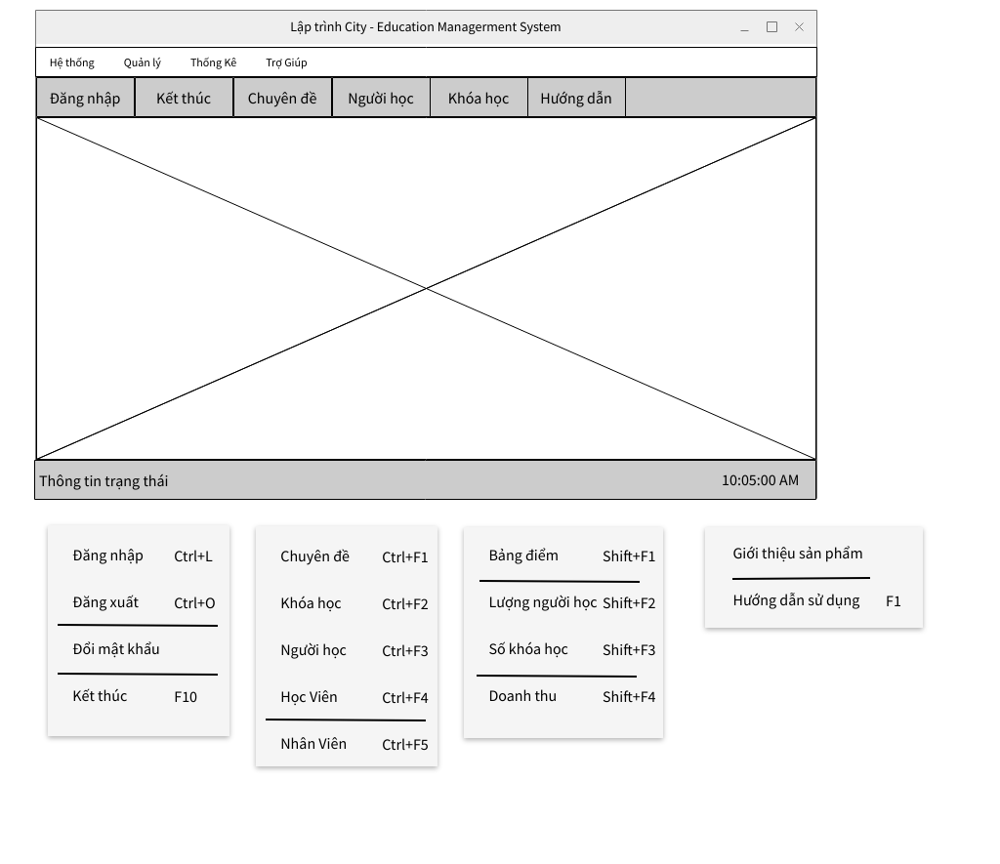 Lập trình City - Education Managerment System
Hệ thống Quản lý Thống Kê Trợ Giúp
Đăng nhập Kết thúc Chuyên đề Người học Khóa học Hướng dẫn
Thông tin trạng thái 10:05:00 AM
Đăng nhập Ctrl+L
Đăng xuất Ctrl+O
Đổi mật khẩu
Kết thúc F10
Chuyên đề Ctrl+F1
Khóa học Ctrl+F2
Người học Ctrl+F3
Học Viên Ctrl+F4
Nhân Viên Ctrl+F5
Bảng điểm Shift+F1
Lượng người học Shift+F2
Số khóa học Shift+F3
Doanh thu Shift+F4
Giới thiệu sản phẩm
Hướng dẫn sử dụng F1